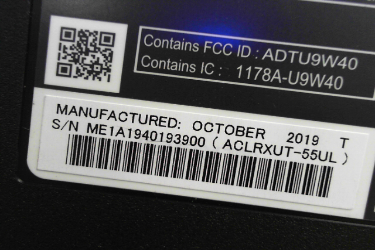 Contains FCC ID : ADTU9W40
Contains IC : 1178A-U9W40
MANUFACTURED: OCTOBER 2019 T
S/N ME1A1940193900 ( ACLRXUT-55UL )